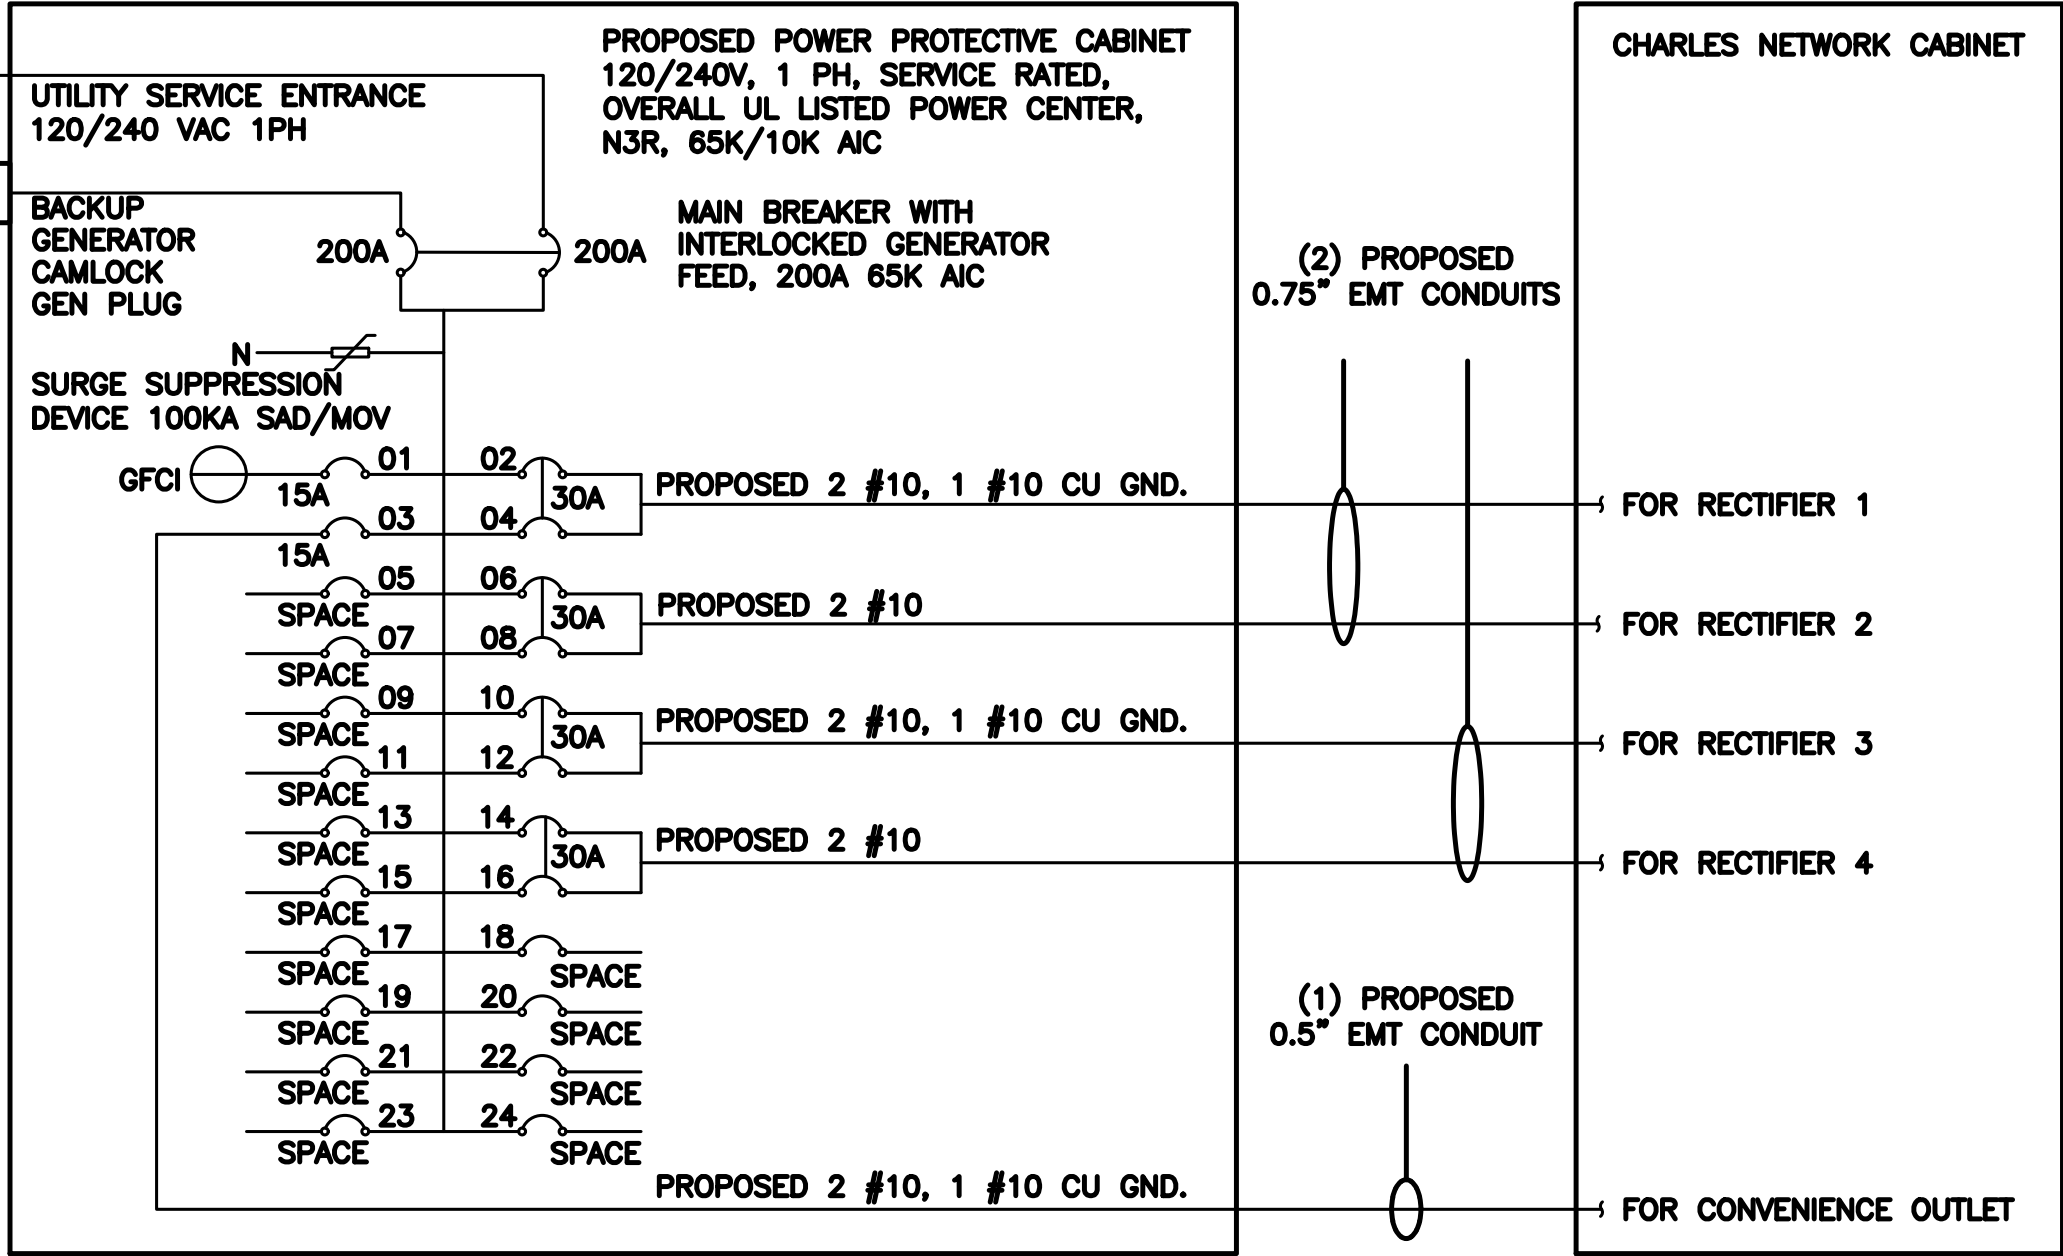 PROPOSED POWER PROTECTIVE CABINET
120/240V, 1 PH, SERVICE RATED,
OVERALL UL LISTED POWER CENTER,
N3R, 65K/10K AIC
CHARLES NETWORK CABINET
UTILITY SERVICE ENTRANCE
120/240 VAC 1PH
BACKUP
GENERATOR
CAMLOCK
GEN PLUG
200A
200A
MAIN BREAKER WITH
INTERLOCKED GENERATOR
FEED, 200A 65K AIC
(2) PROPOSED
0.75" EMT CONDUITS
N
SURGE SUPPRESSION
DEVICE 100KA SAD/MOV
GFCI
01 02
15A 30A
PROPOSED 2 #10, 1 #10 CU GND.
FOR RECTIFIER 1
03 04
15A
05 06
SPACE 30A
PROPOSED 2 #10
FOR RECTIFIER 2
07 08
SPACE
09 10
SPACE 30A
PROPOSED 2 #10, 1 #10 CU GND.
FOR RECTIFIER 3
11 12
SPACE
13 14
SPACE 30A
PROPOSED 2 #10
FOR RECTIFIER 4
15 16
SPACE
17 18
SPACE SPACE
19 20
SPACE SPACE
21 22
SPACE SPACE
23 24
SPACE SPACE
(1) PROPOSED
0.5" EMT CONDUIT
PROPOSED 2 #10, 1 #10 CU GND.
FOR CONVENIENCE OUTLET